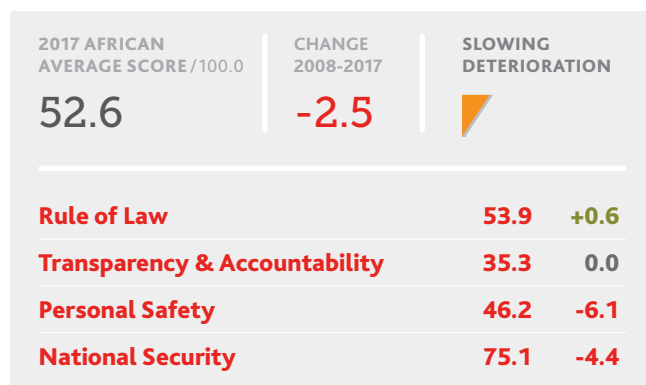 2017 AFRICAN
AVERAGE SCORE/100.0
52.6
CHANGE
2008-2017
-2.5
SLOWING
DETERIORATION
Rule of Law 53.9 +0.6
Transparency & Accountability 35.3 0.0
Personal Safety 46.2 -6.1
National Security 75.1 -4.4